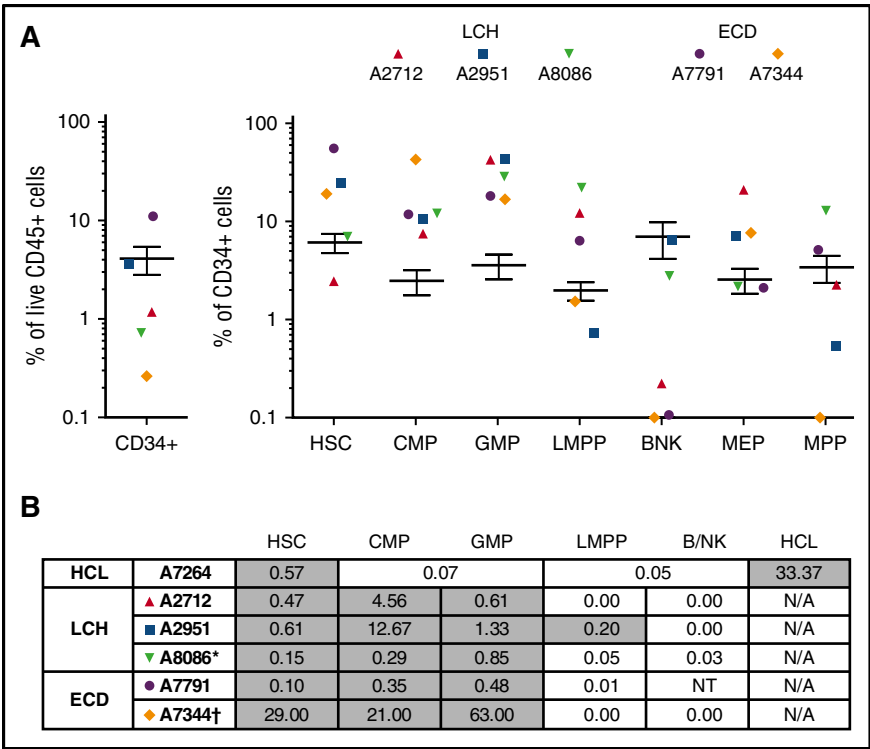 A
LCH ECD
A2712 A2951 A8086 A7791 A7344
% of live CD45+ cells
100
10
1
0.1
CD34+
% of CD34+ cells
100
10
1
0.1
HSC CMP GMP LMPP BNK MEP MPP
B
HSC CMP GMP LMPP B/NK HCL
HCL A7264 0.57 0.07 0.05 33.37
LCH
A2712 0.47 4.56 0.61 0.00 0.00 N/A
A2951 0.61 12.67 1.33 0.20 0.00 N/A
A8086* 0.15 0.29 0.85 0.05 0.03 N/A
ECD
A7791 0.10 0.35 0.48 0.01 NT N/A
A7344† 29.00 21.00 63.00 0.00 0.00 N/A